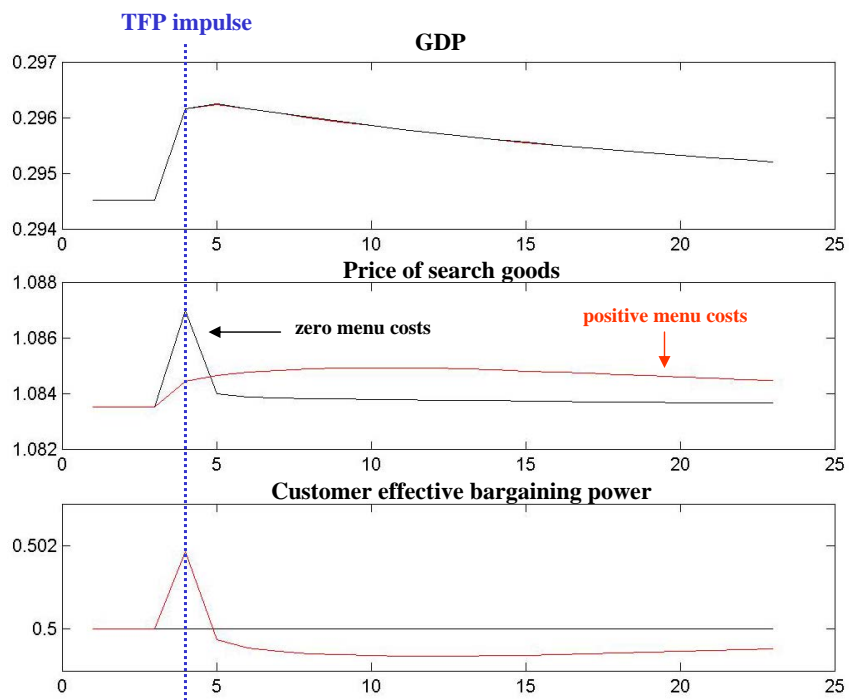 TFP impulse
GDP
0.297
0.296
0.295
0.294
0 5 10 15 20 25
Price of search goods
1.088
1.086
1.084
1.082
zero menu costs
positive menu costs
0 5 10 15 20 25
Customer effective bargaining power
0.502
0.5
0 5 10 15 20 25